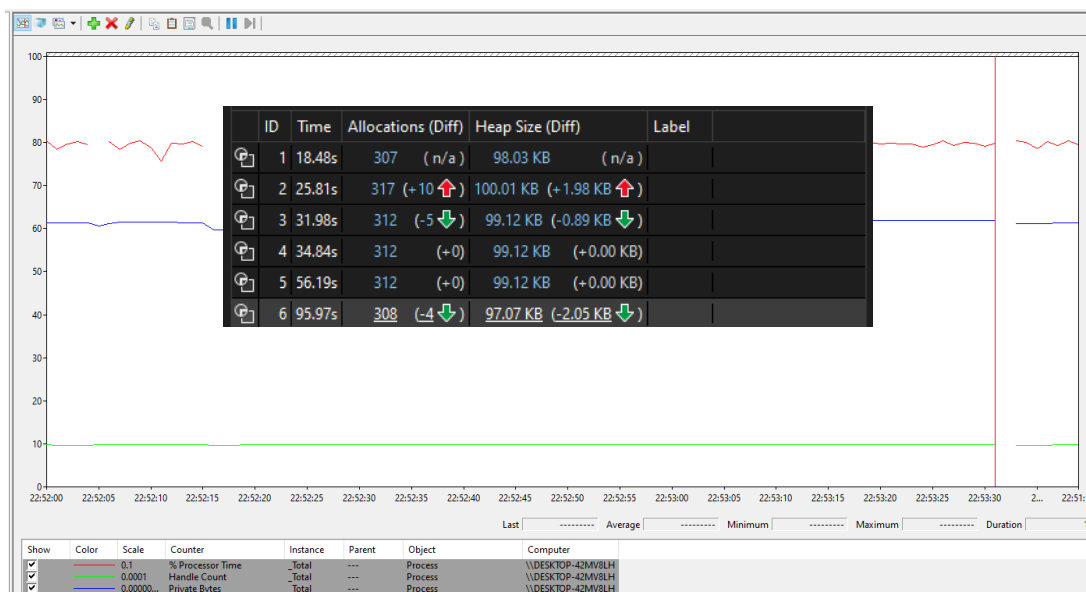 100
90
80
70
60
50
40
30
20
10
0
ID Time Allocations (Diff) Heap Size (Diff) Label
1 18.48s 307 (n/a) 98.03 KB (n/a)
2 25.81s 317 (+10) 100.01 KB (+1.98 KB)
3 31.98s 312 (-5) 99.12 KB (-0.89 KB)
4 34.84s 312 (+0) 99.12 KB (+0.00 KB)
5 56.19s 312 (+0) 99.12 KB (+0.00 KB)
6 95.97s 308 (-4) 97.07 KB (-2.05 KB)
22:52:00 22:52:05 22:52:10 22:52:15 22:52:20 22:52:25 22:52:30 22:52:35 22:52:40 22:52:45 22:52:50 22:52:55 22:53:00 22:53:05 22:53:10 22:53:15 22:53:20 22:53:25 22:53:30 2... 22:51:
Last --------- Average --------- Minimum --------- Maximum --------- Duration
Show Color Scale Counter Instance Parent Object Computer
0.1 % Processor Time _Total --- Process \\DESKTOP-42MV8LH
0.0001 Handle Count _Total --- Process \\DESKTOP-42MV8LH
0.00000... Private Bytes _Total --- Process \\DESKTOP-42MV8LH